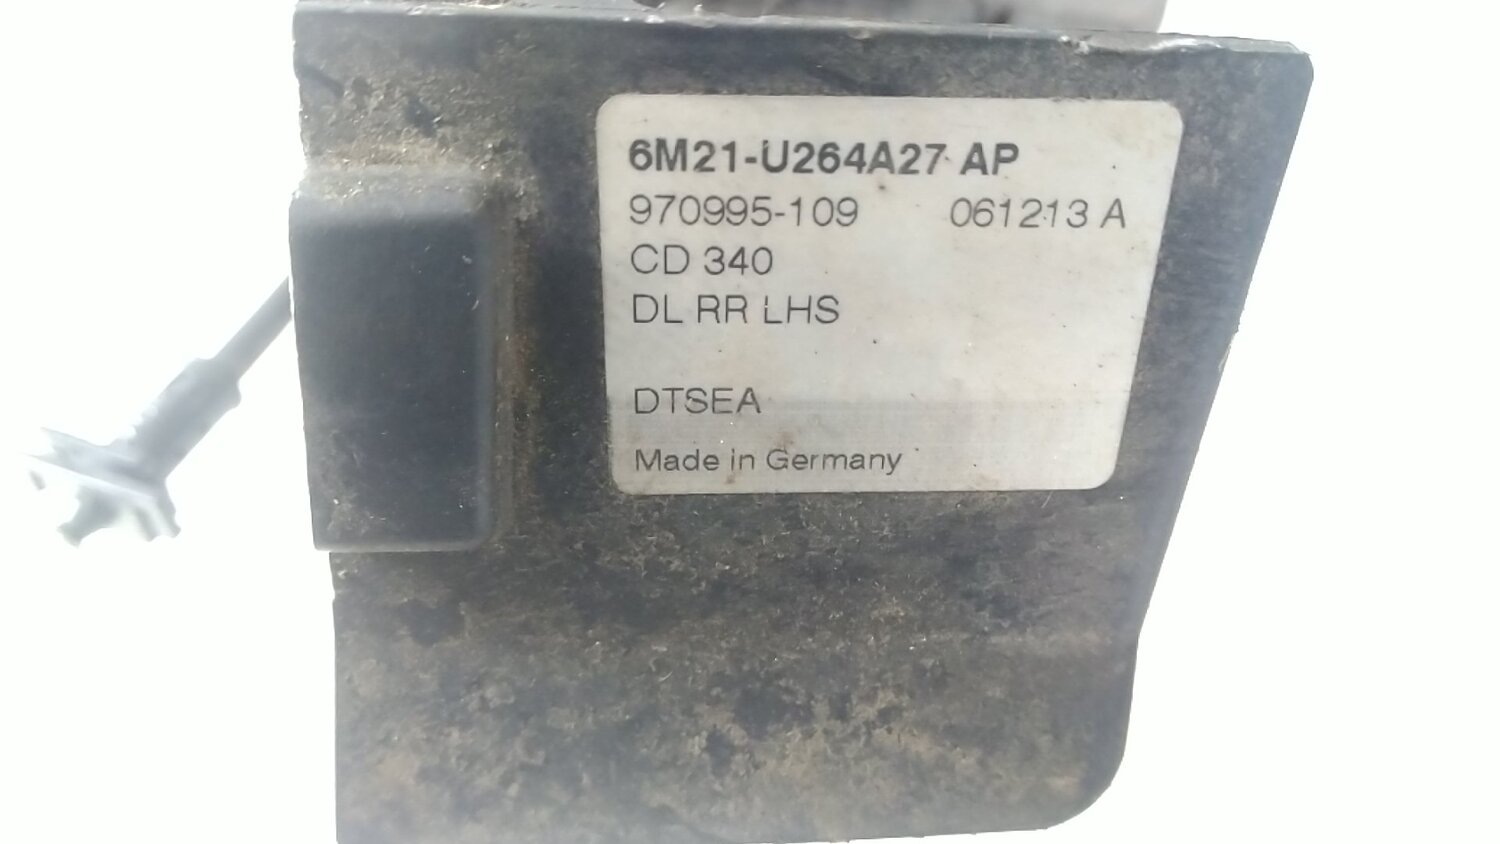 6M21-U264A27 AP
970995-109 061213 A
CD 340
DL RR LHS
DTSEA
Made in Germany